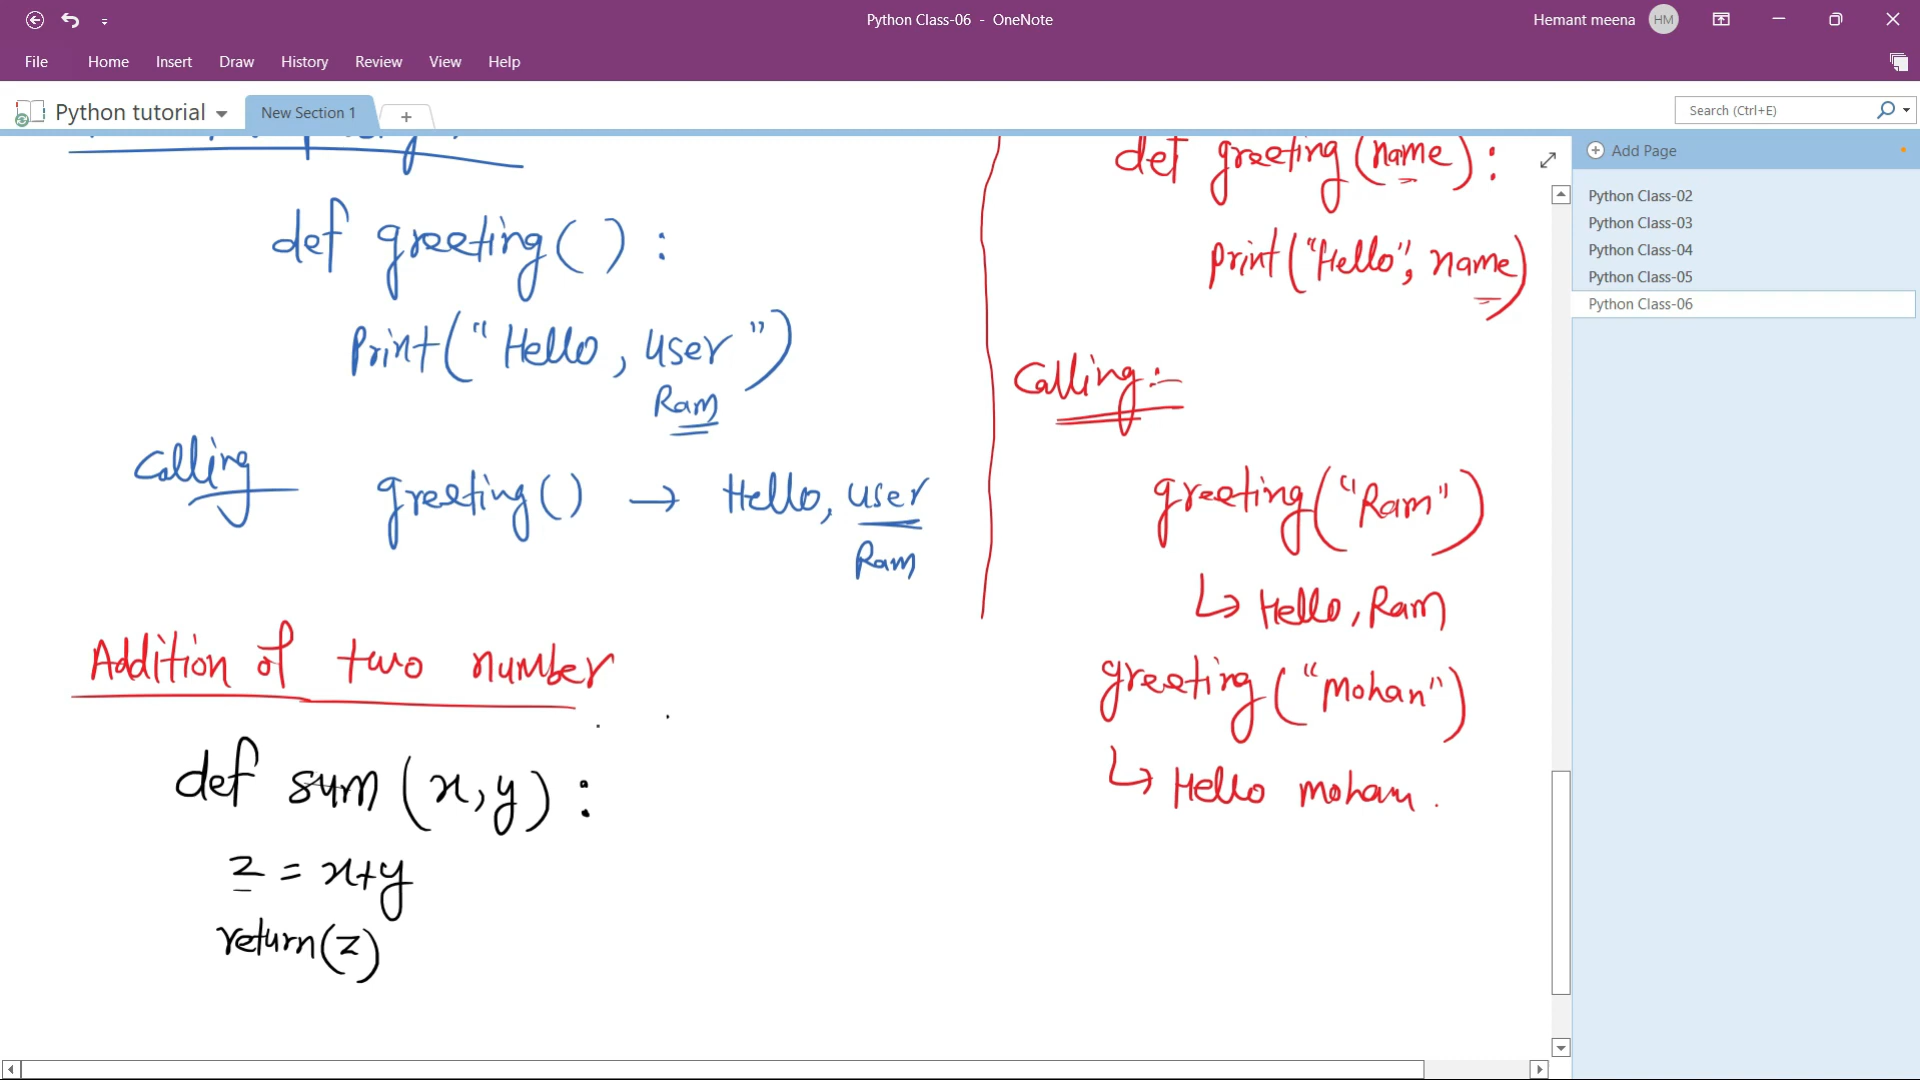 Python Class-06 - OneNote
Hemant meena
HM
File Home Insert Draw History Review View Help
Python tutorial
New Section 1
+
Search (Ctrl+E)
Add Page
Python Class-02
Python Class-03
Python Class-04
Python Class-05
Python Class-06
def greeting():
Print("Hello, user")
Ram
Calling greeting() → Hello, user
Ram
Addition of two number
def sum(x,y):
z = x+y
return(z)
def greeting(name):
print("Hello", name)
Calling:-
greeting("Ram")
↳ Hello, Ram
greeting("Mohan")
↳ Hello mohan.